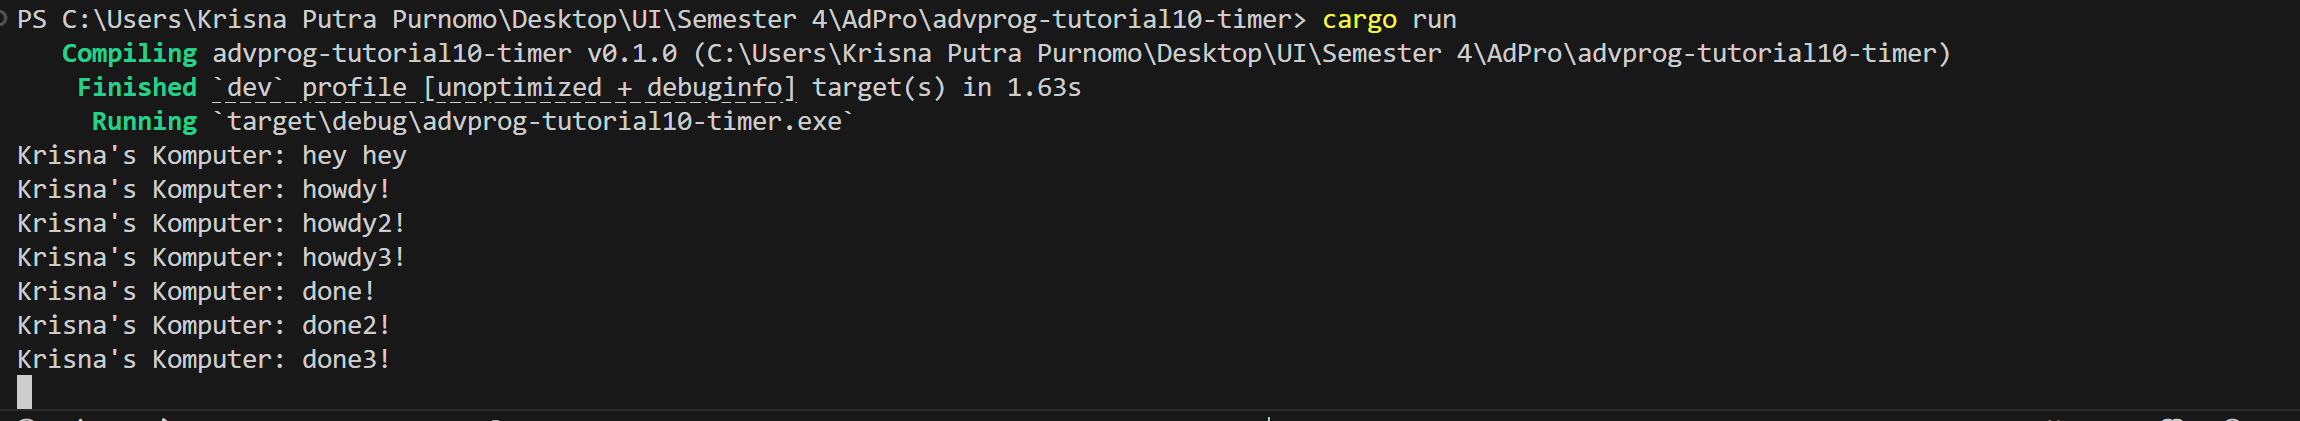 PS C:\Users\Krisna Putra Purnomo\Desktop\UI\Semester 4\AdPro\advprog-tutorial10-timer> cargo run
Compiling advprog-tutorial10-timer v0.1.0 (C:\Users\Krisna Putra Purnomo\Desktop\UI\Semester 4\AdPro\advprog-tutorial10-timer)
Finished `dev` profile [unoptimized + debuginfo] target(s) in 1.63s
Running `target\debug\advprog-tutorial10-timer.exe`
Krisna's Komputer: hey hey
Krisna's Komputer: howdy!
Krisna's Komputer: howdy2!
Krisna's Komputer: howdy3!
Krisna's Komputer: done!
Krisna's Komputer: done2!
Krisna's Komputer: done3!